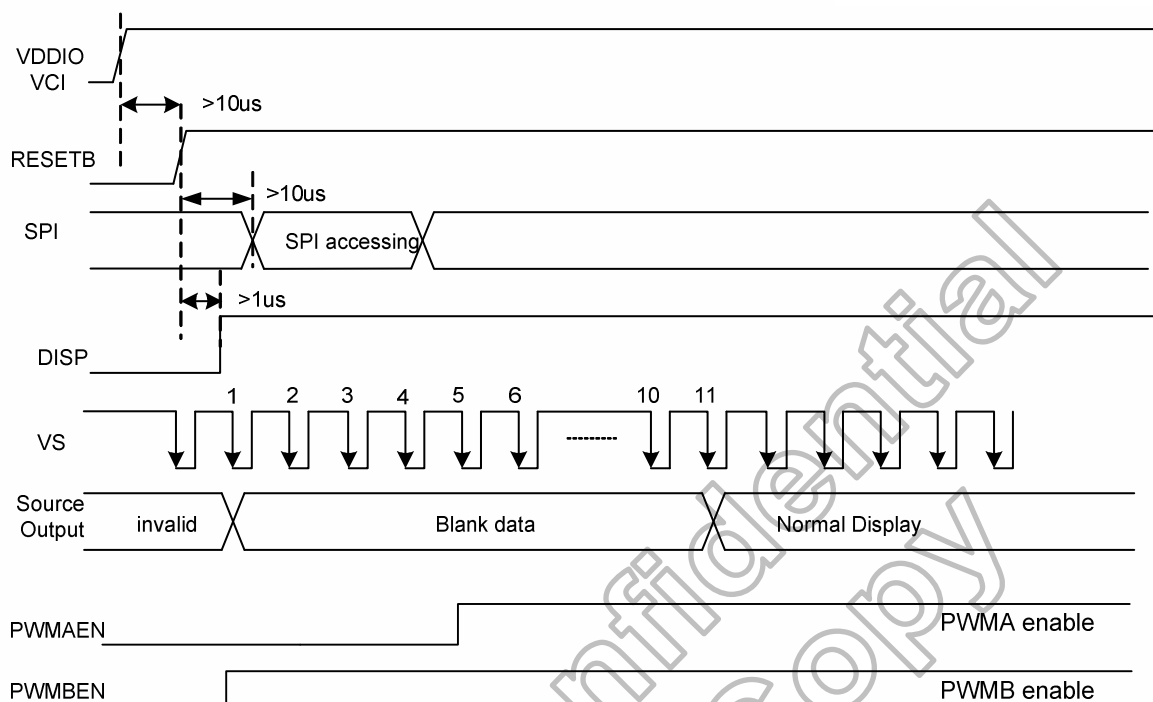 VDDIO
VCI
>10us
RESETB
>10us
SPI
SPI accessing
>1us
DISP
1 2 3 4 5 6 10 11
VS
Source
Output
invalid
Blank data
Normal Display
PWMAEN
PWMA enable
PWMBEN
PWMB enable
Copy